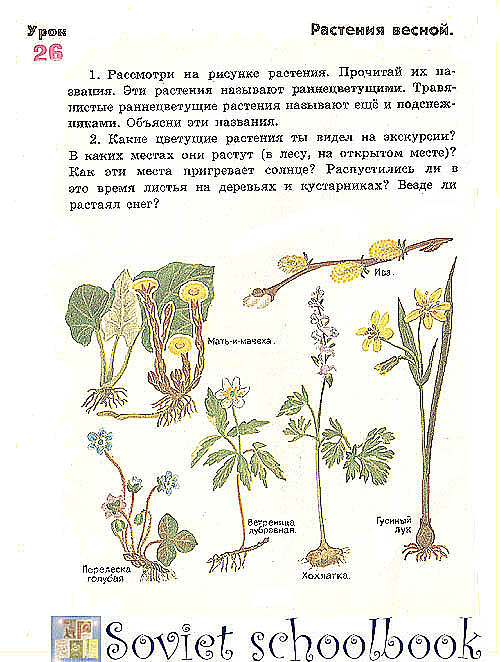 Урок
26
Растения весной.
1. Рассмотри на рисунке растения. Прочитай их на-
звания. Эти растения называют раннецветущими. Травя-
нистые раннецветущие растения называют ещё и подснеж-
никами. Объясни эти названия.
2. Какие цветущие растения ты видел на экскурсии?
В каких местах они растут (в лесу, на открытом месте)?
Как эти места пригревает солнце? Распустились ли в
это время листья на деревьях и кустарниках? Везде ли
растаял снег?
Ива.
Мать-и-мачеха.
Ветреница
дубравная.
Гусиный
лук
Перелеска
голубая
Хохлатка.
Soviet schoolbook